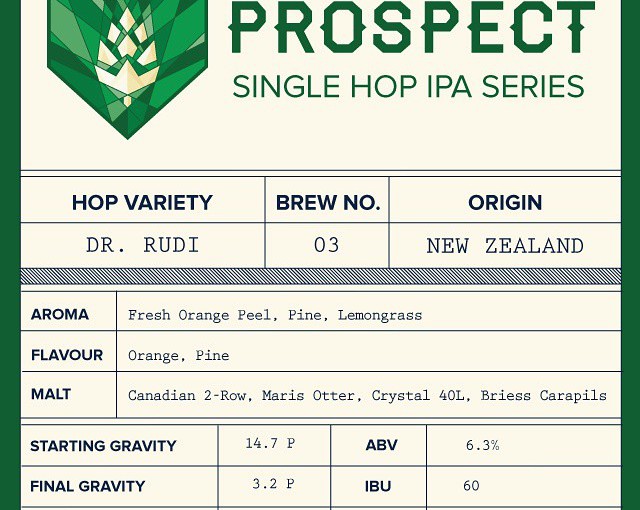 PROSPECT
SINGLE HOP IPA SERIES
HOP VARIETY BREW NO. ORIGIN
DR. RUDI 03 NEW ZEALAND
AROMA Fresh Orange Peel, Pine, Lemongrass
FLAVOUR Orange, Pine
MALT Canadian 2-Row, Maris Otter, Crystal 40L, Briess Carapils
STARTING GRAVITY 14.7 P ABV 6.3%
FINAL GRAVITY 3.2 P IBU 60